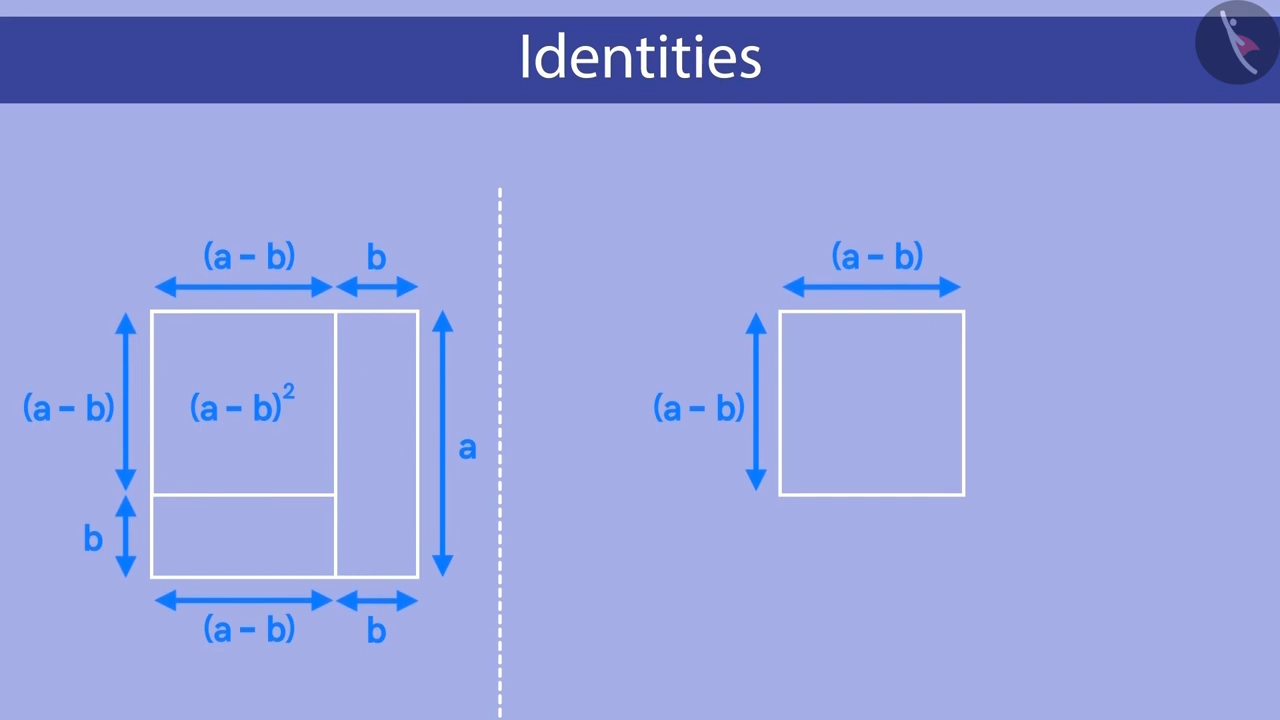 Identities
(a – b) b
(a – b)
(a – b)²
a
b
(a – b) b
(a – b)
(a – b)